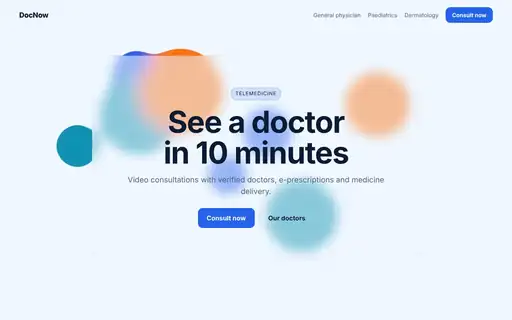 DocNow
General physician Paediatrics Dermatology Consult now
TELEMEDICINE
See a doctor
in 10 minutes
Video consultations with verified doctors, e-prescriptions and medicine
delivery.
Consult now Our doctors